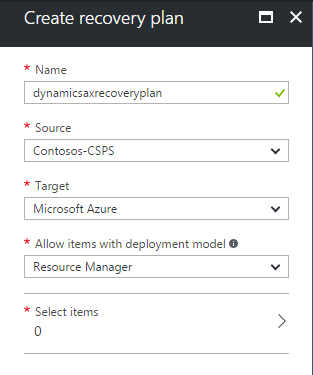 Create recovery plan
* Name
dynamicsaxrecoveryplan
* Source
Contosos-CSPS
* Target
Microsoft Azure
* Allow items with deployment model
Resource Manager
* Select items
0